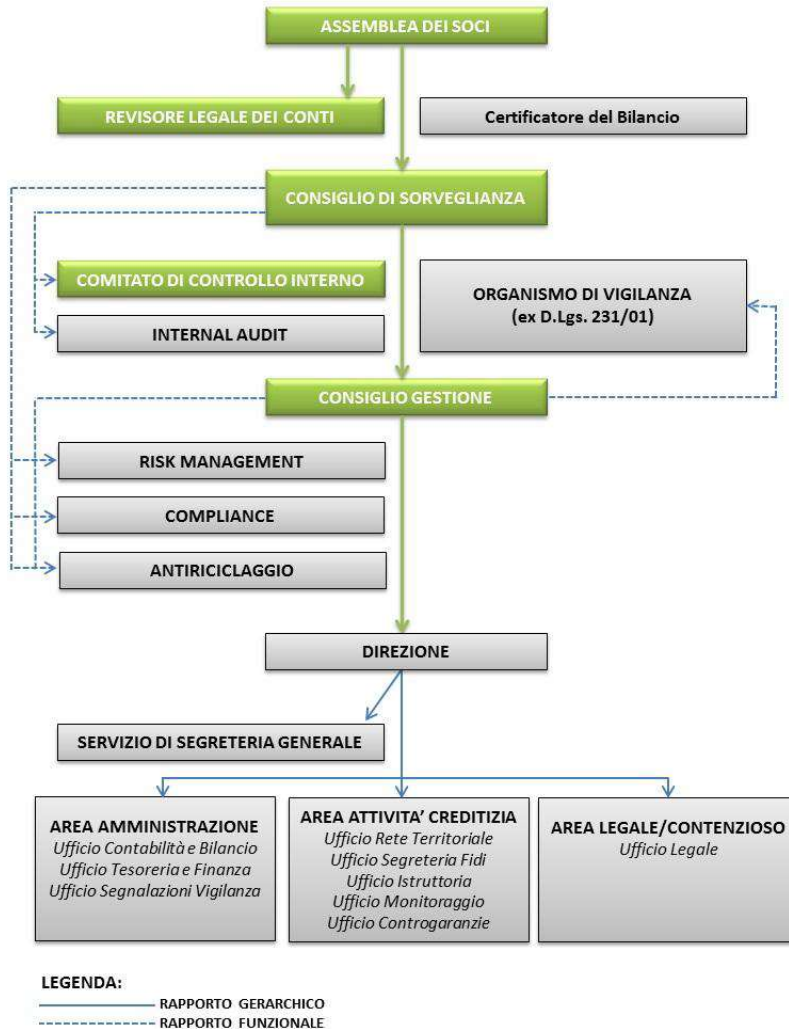 ASSEMBLEA DEI SOCI
REVISORE LEGALE DEI CONTI
Certificatore del Bilancio
CONSIGLIO DI SORVEGLIANZA
COMITATO DI CONTROLLO INTERNO
ORGANISMO DI VIGILANZA
(ex D.Lgs. 231/01)
INTERNAL AUDIT
CONSIGLIO GESTIONE
RISK MANAGEMENT
COMPLIANCE
ANTIRICICLAGGIO
DIREZIONE
SERVIZIO DI SEGRETERIA GENERALE
AREA AMMINISTRAZIONE
Ufficio Contabilità e Bilancio
Ufficio Tesoreria e Finanza
Ufficio Segnalazioni Vigilanza
AREA ATTIVITA’ CREDITIZIA
Ufficio Rete Territoriale
Ufficio Segreteria Fidi
Ufficio Istruttoria
Ufficio Monitoraggio
Ufficio Controgaranzie
AREA LEGALE/CONTENZIOSO
Ufficio Legale
LEGENDA:
RAPPORTO GERARCHICO
RAPPORTO FUNZIONALE